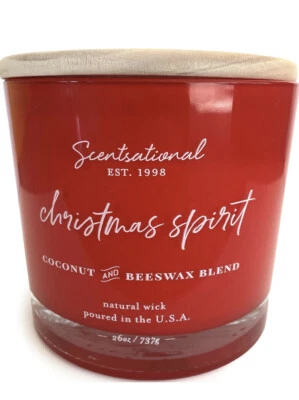 Scentsational
EST. 1998
christmas spirit
COCONUT AND BEESWAX BLEND
natural wick
poured in the U.S.A.
26oz / 737g